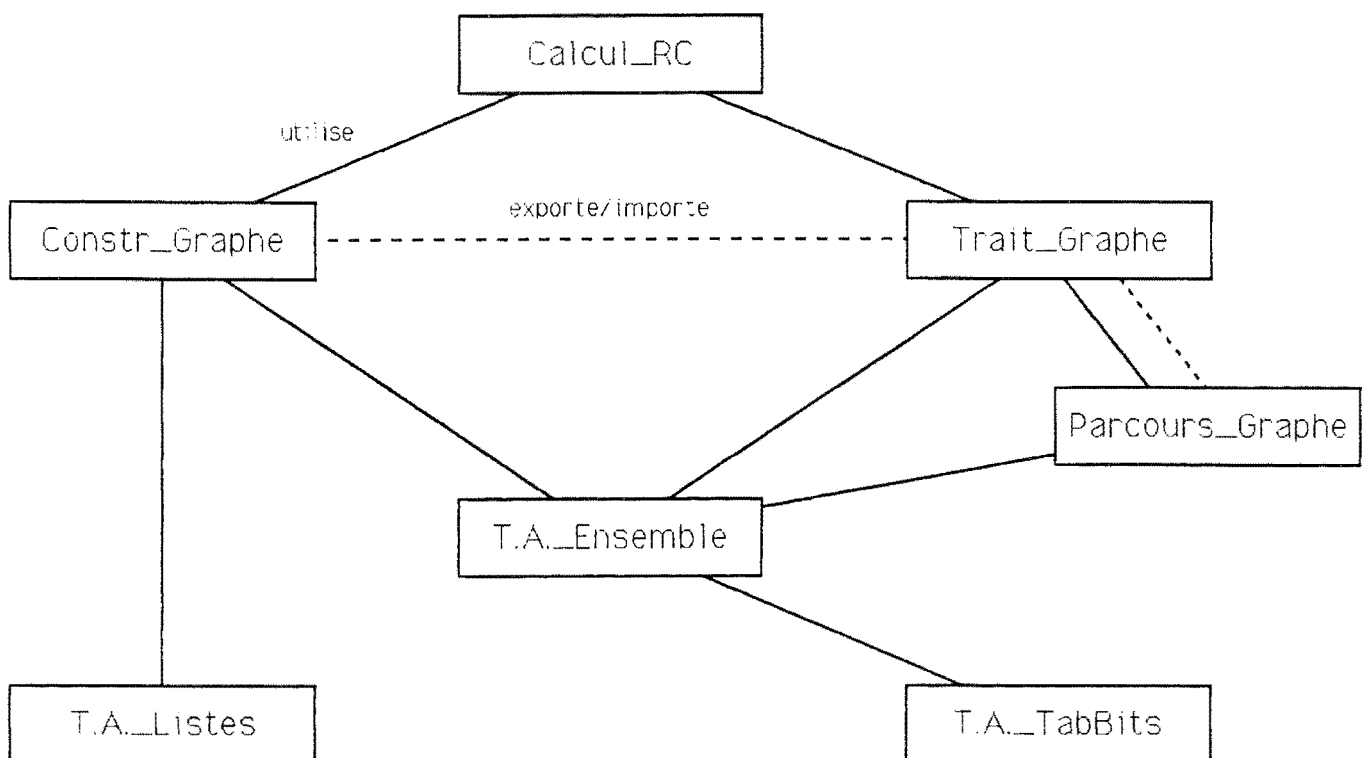 Calcul_RC
utilise
exporte/importe
Constr_Graphe
Trait_Graphe
Parcours_Graphe
T.A._Ensemble
T.A._Listes
T.A._TabBits